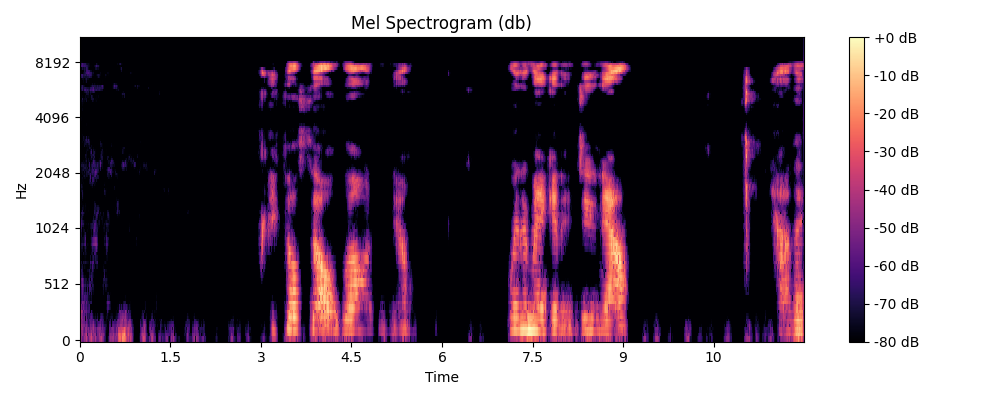 Mel Spectrogram (db)
8192
4096
2048
1024
512
0
Hz
0 1.5 3 4.5 6 7.5 9 10
Time
+0 dB
-10 dB
-20 dB
-30 dB
-40 dB
-50 dB
-60 dB
-70 dB
-80 dB